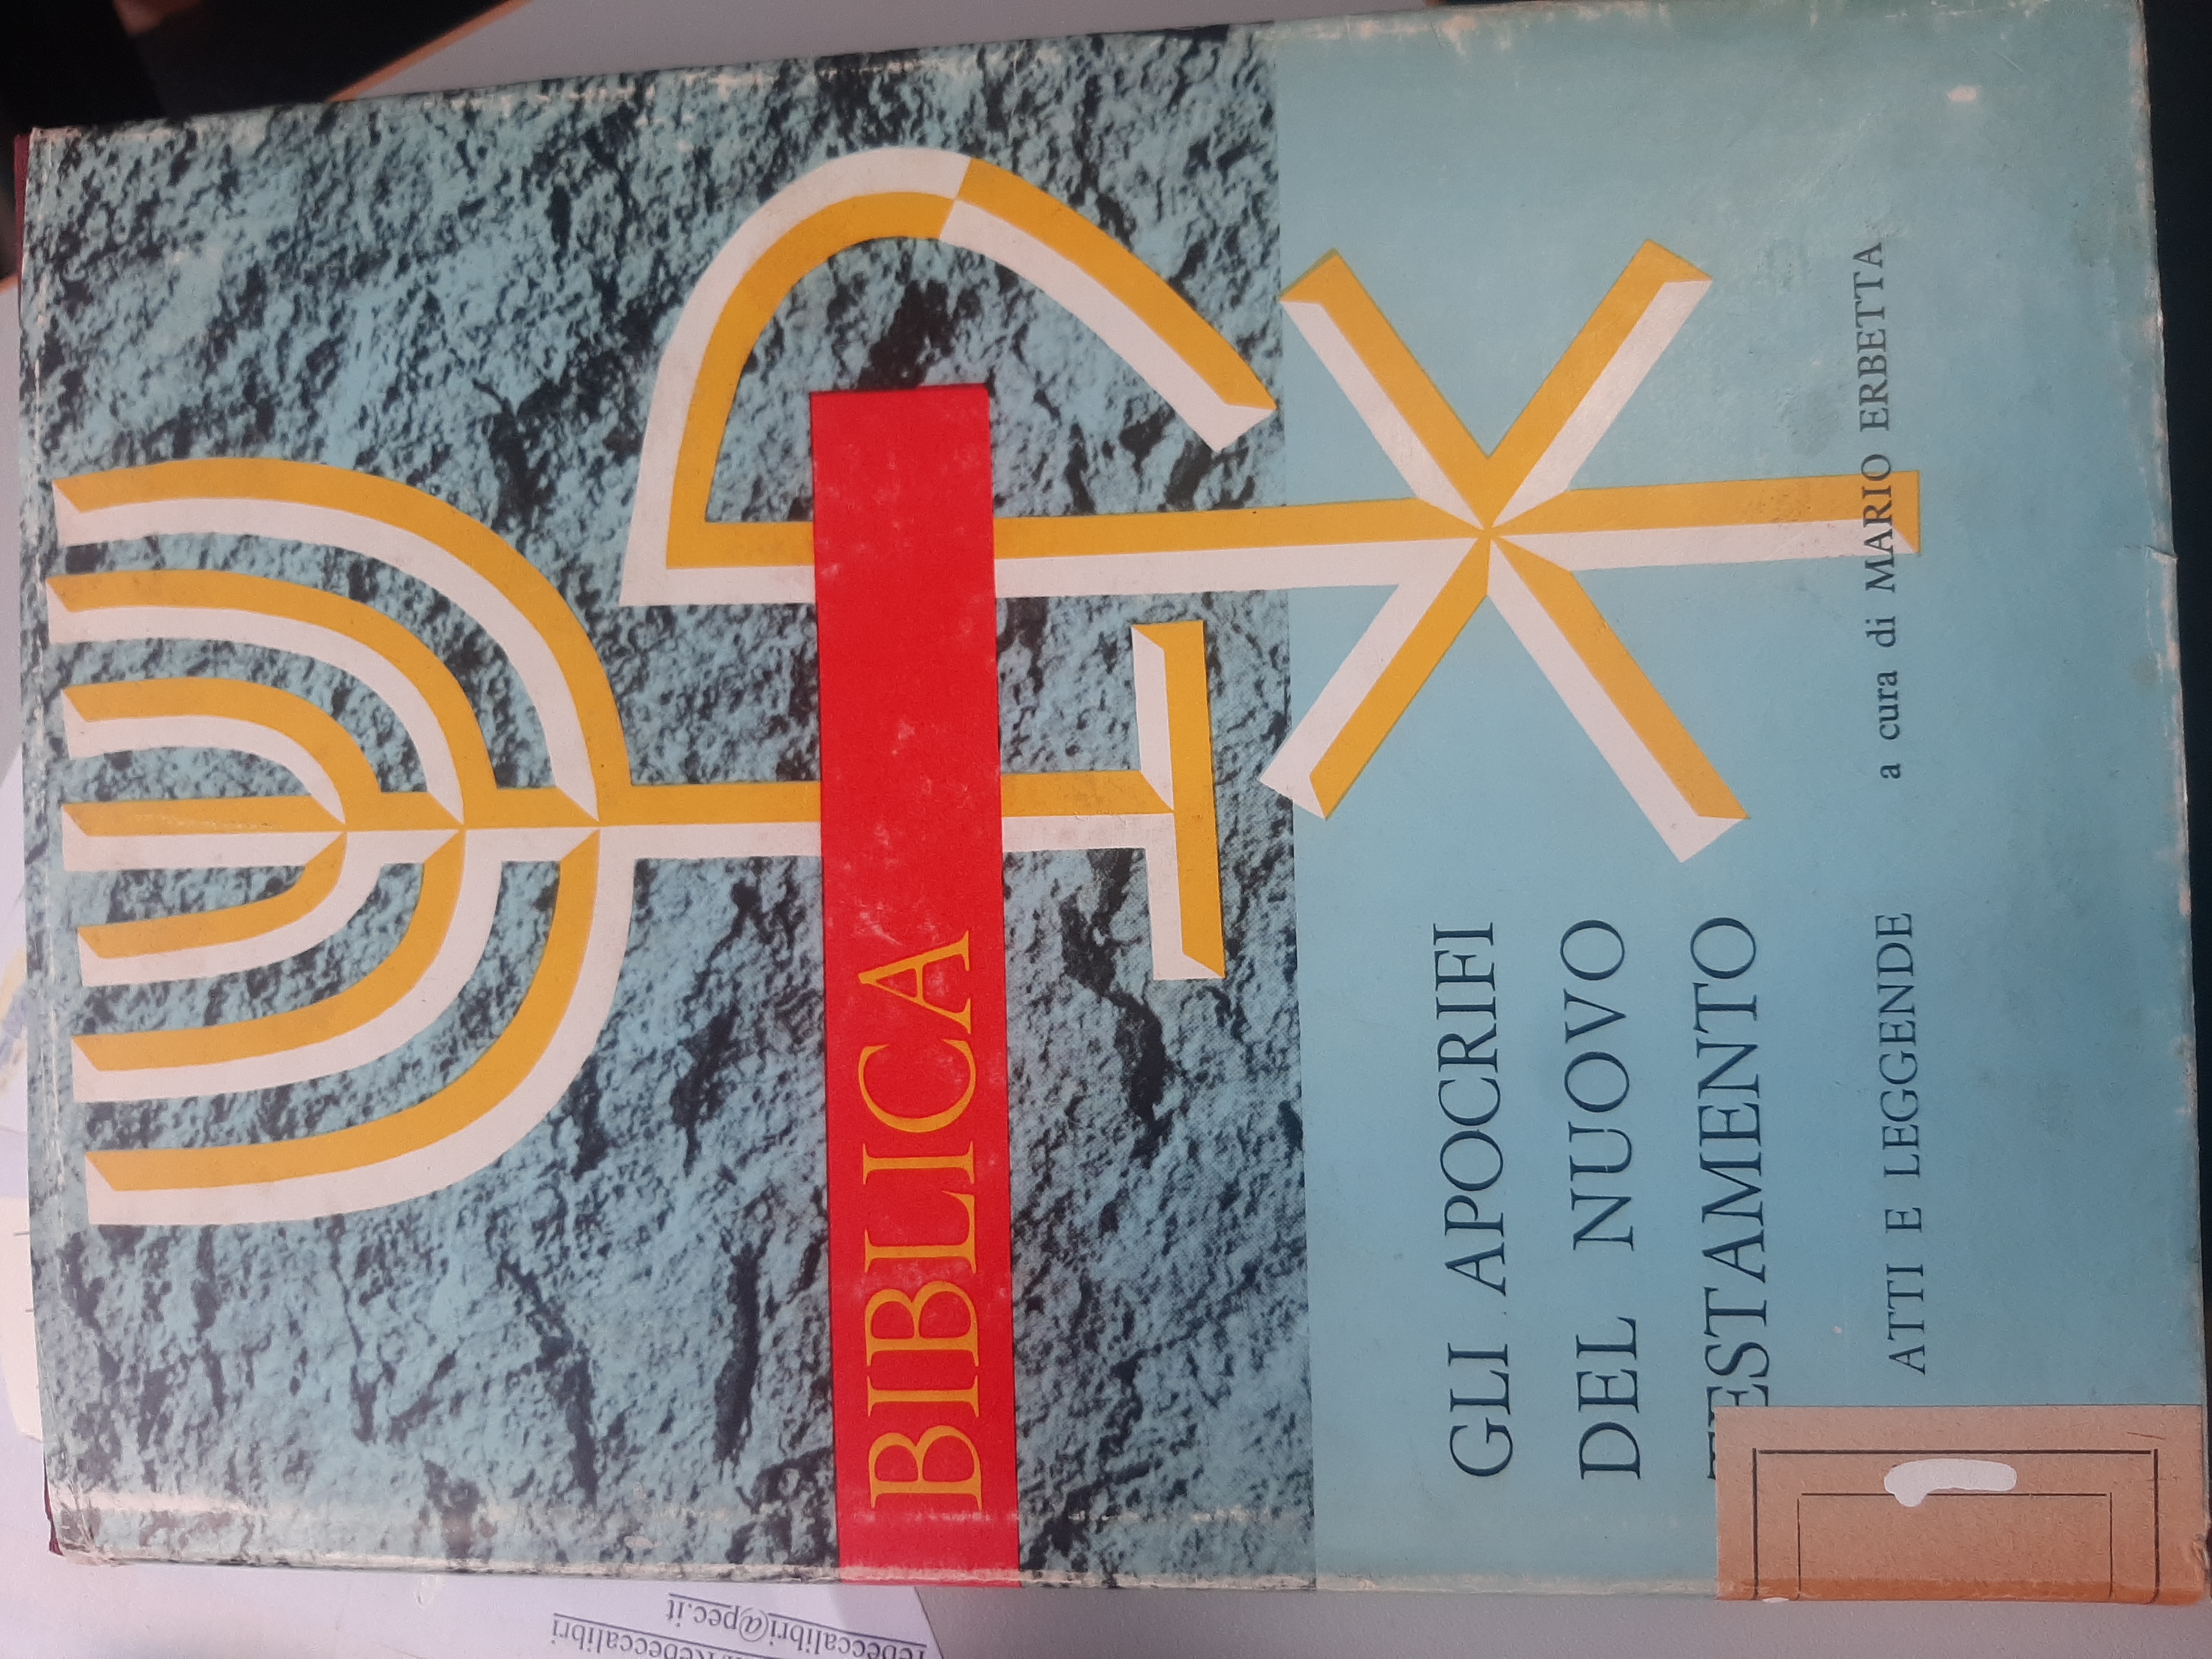 BIBLICA
GLI APOCRIFI
DEL NUOVO
TESTAMENTO
ATTI E LEGGENDE a cura di MARIO ERBETTA
rebeccalibri@pec.it